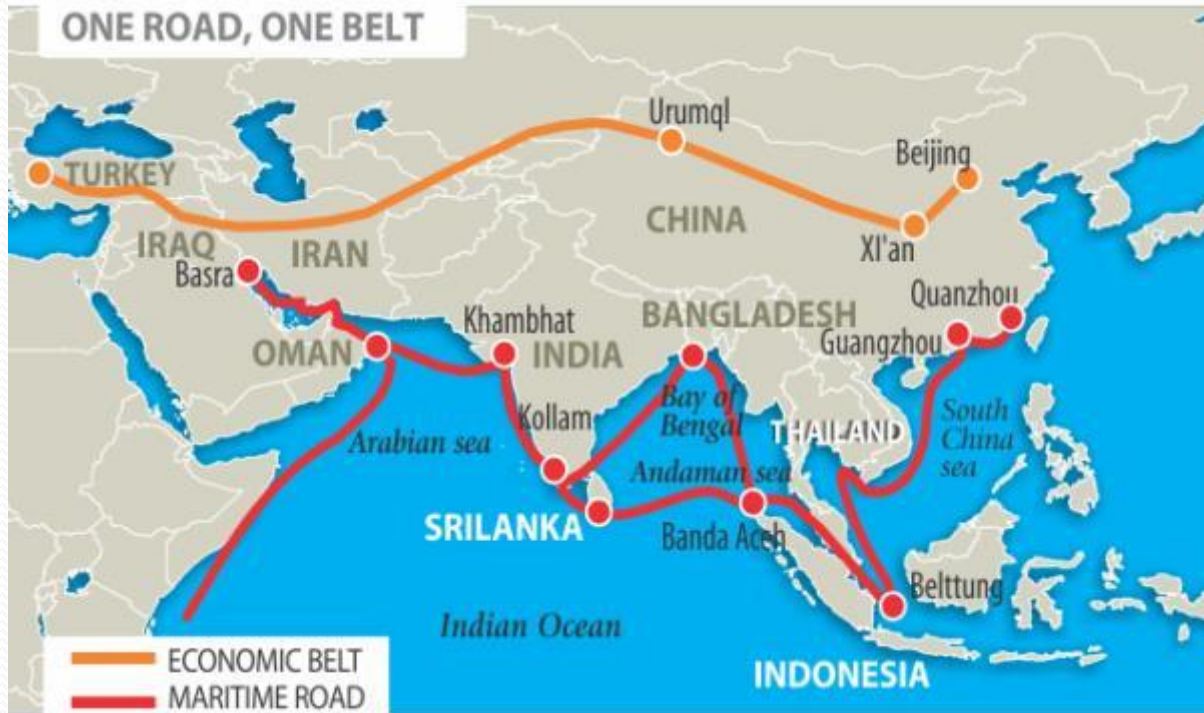 ONE ROAD, ONE BELT
Urumql
Beijing
TURKEY
CHINA
XI'an
IRAQ
IRAN
Basra
Quanzhou
Khambhat
BANGLADESH
Guangzhou
OMAN
INDIA
Bay of
Bengal
Kollam
South
China
sea
THAILAND
Arabian sea
Andaman sea
SRILANKA
Banda Aceh
Belttung
Indian Ocean
INDONESIA
ECONOMIC BELT
MARITIME ROAD